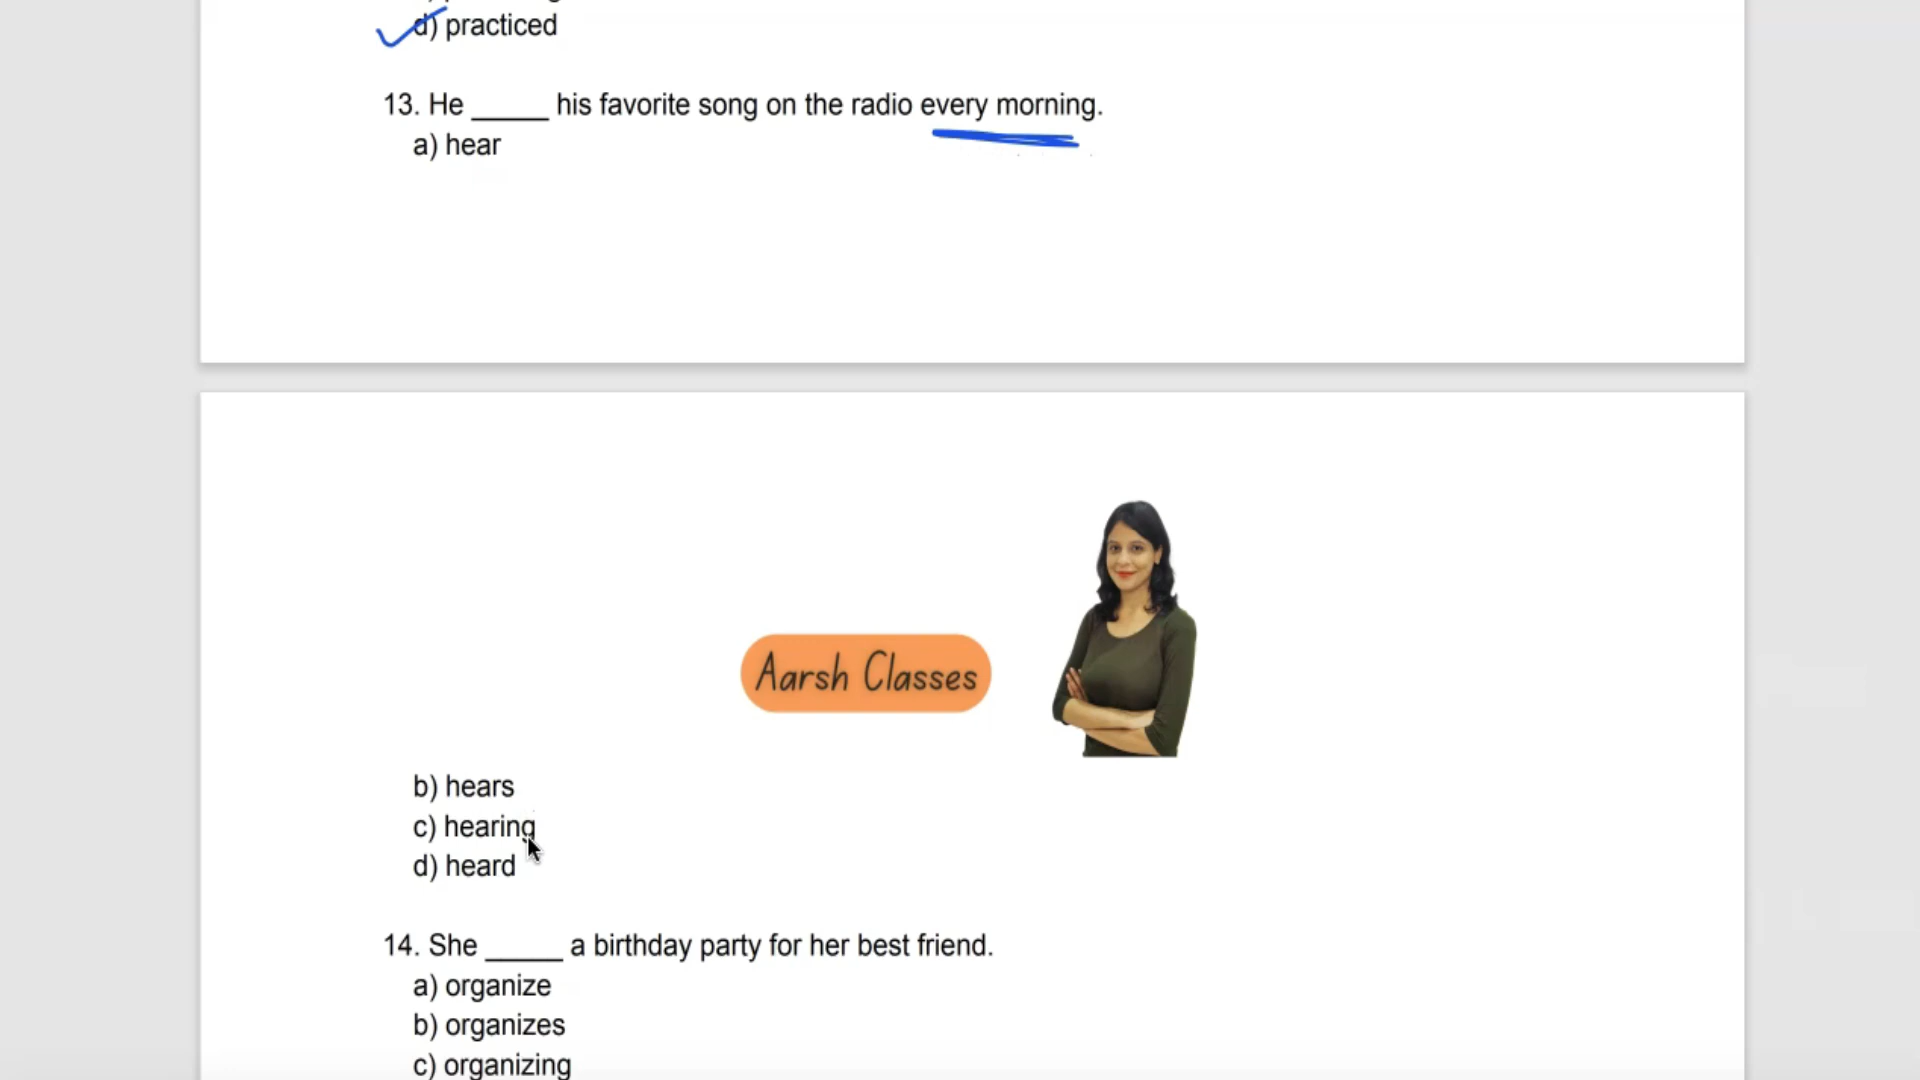 d) practiced
13. He _____ his favorite song on the radio every morning.
a) hear
Aarsh Classes
b) hears
c) hearing
d) heard
14. She _____ a birthday party for her best friend.
a) organize
b) organizes
c) organizing